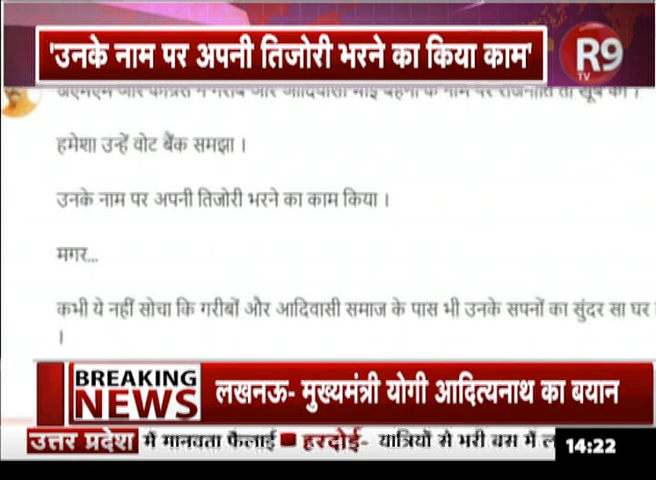 'उनके नाम पर अपनी तिजोरी भरने का किया काम'
R9
TV
हमेशा उन्हें वोट बैंक समझा ।
उनके नाम पर अपनी तिजोरी भरने का काम किया ।
मगर...
कभी ये नहीं सोचा कि गरीबों और आदिवासी समाज के पास भी उनके सपनों का सुंदर सा घर
।
BREAKING NEWS
लखनऊ- मुख्यमंत्री योगी आदित्यनाथ का बयान
उत्तर प्रदेश में मानवता फैलाई हरदोई- यात्रियों से भरी बस में
14:22